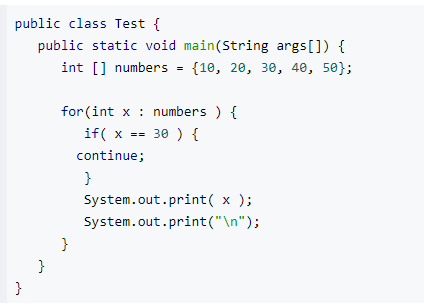 public class Test {
   public static void main(String args[]) {
      int [] numbers = {10, 20, 30, 40, 50};

      for(int x : numbers ) {
         if( x == 30 ) {
        continue;
         }
         System.out.print( x );
         System.out.print("\n");
      }
   }
}